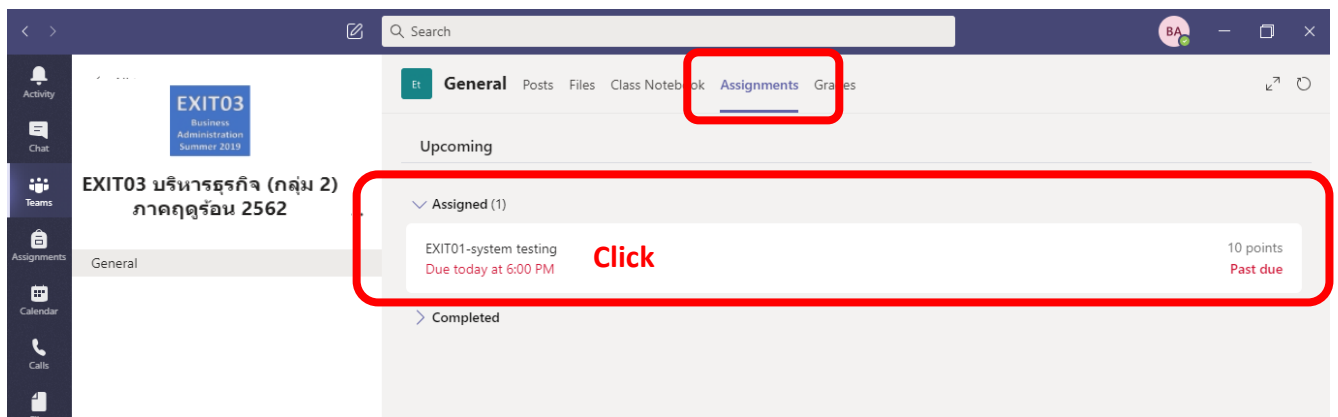 Search
BA
Activity
Chat
Teams
Assignments
Calendar
Calls
EXIT03
Business
Administration
Summer 2019
EXIT03 บริหารธุรกิจ (กลุ่ม 2)
ภาคฤดูร้อน 2562
...
General
Et General Posts Files Class Notebook Assignments Grades
Upcoming
Assigned (1)
EXIT01-system testing
Due today at 6:00 PM
Click
10 points
Past due
Completed